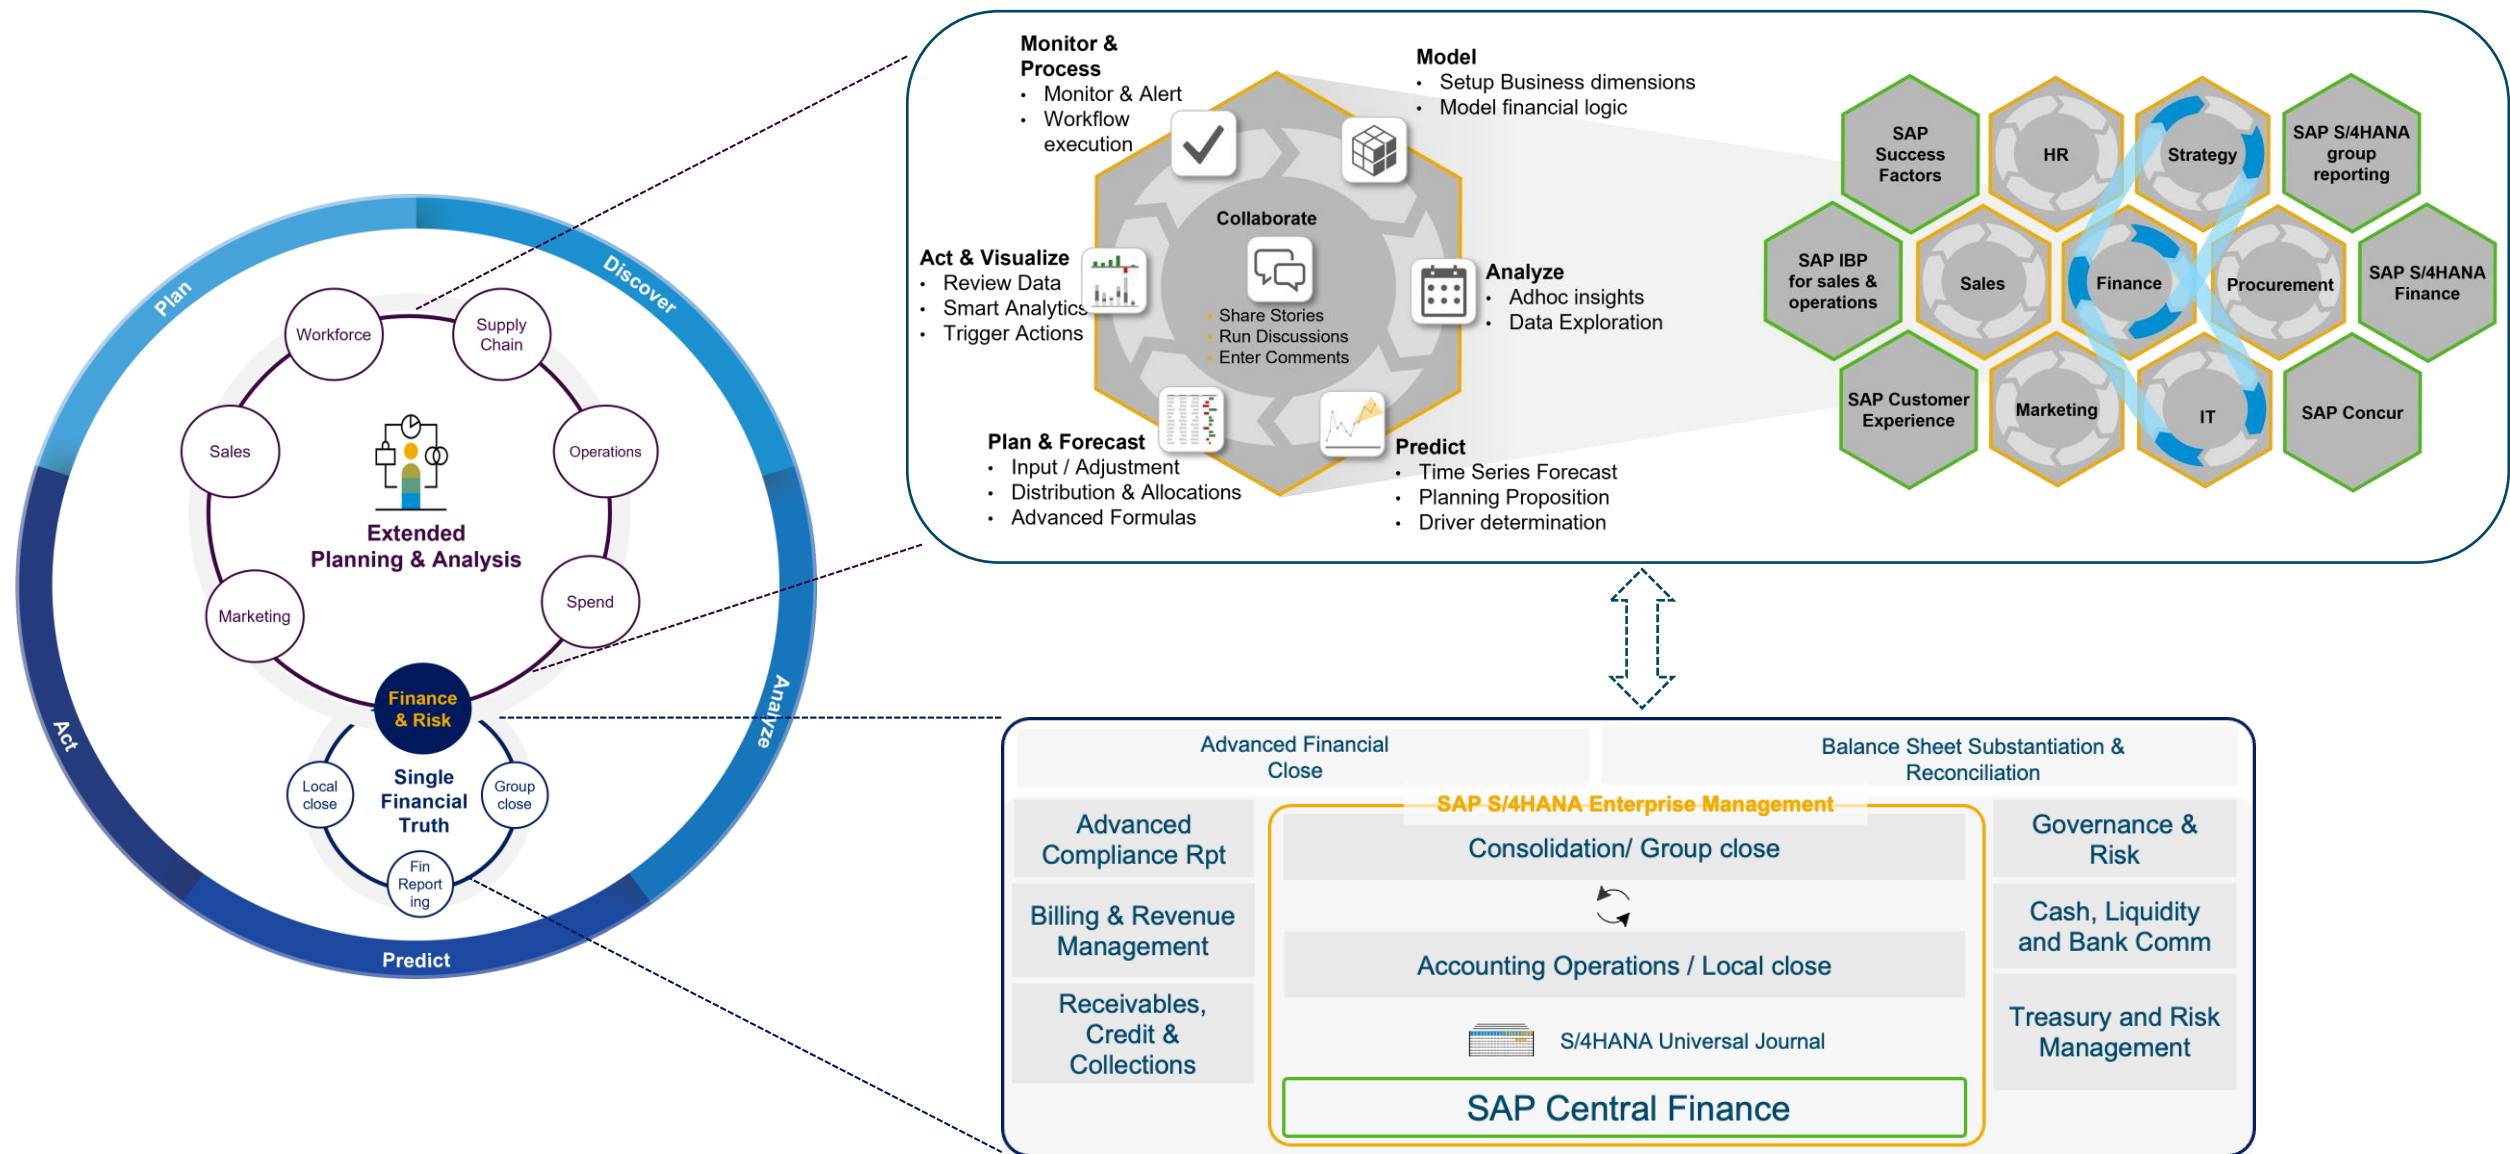 Plan
Discover
Analyze
Predict
Act
Workforce
Supply
Chain
Sales
Operations
Extended
Planning & Analysis
Marketing
Spend
Finance
& Risk
Local
close
Single
Financial
Truth
Group
close
Fin
Report
ing
Monitor &
Process
• Monitor & Alert
• Workflow
execution
Model
• Setup Business dimensions
• Model financial logic
Act & Visualize
• Review Data
• Smart Analytics
• Trigger Actions
Collaborate
• Share Stories
• Run Discussions
• Enter Comments
Analyze
• Adhoc insights
• Data Exploration
Plan & Forecast
• Input / Adjustment
• Distribution & Allocations
• Advanced Formulas
Predict
• Time Series Forecast
• Planning Proposition
• Driver determination
SAP
Success
Factors
HR
Strategy
SAP S/4HANA
group
reporting
SAP IBP
for sales &
operations
Sales
Finance
Procurement
SAP S/4HANA
Finance
SAP Customer
Experience
Marketing
IT
SAP Concur
Advanced Financial
Close
Balance Sheet Substantiation &
Reconciliation
SAP S/4HANA Enterprise Management
Advanced
Compliance Rpt
Billing & Revenue
Management
Receivables,
Credit &
Collections
Consolidation/ Group close
Accounting Operations / Local close
S/4HANA Universal Journal
SAP Central Finance
Governance &
Risk
Cash, Liquidity
and Bank Comm
Treasury and Risk
Management